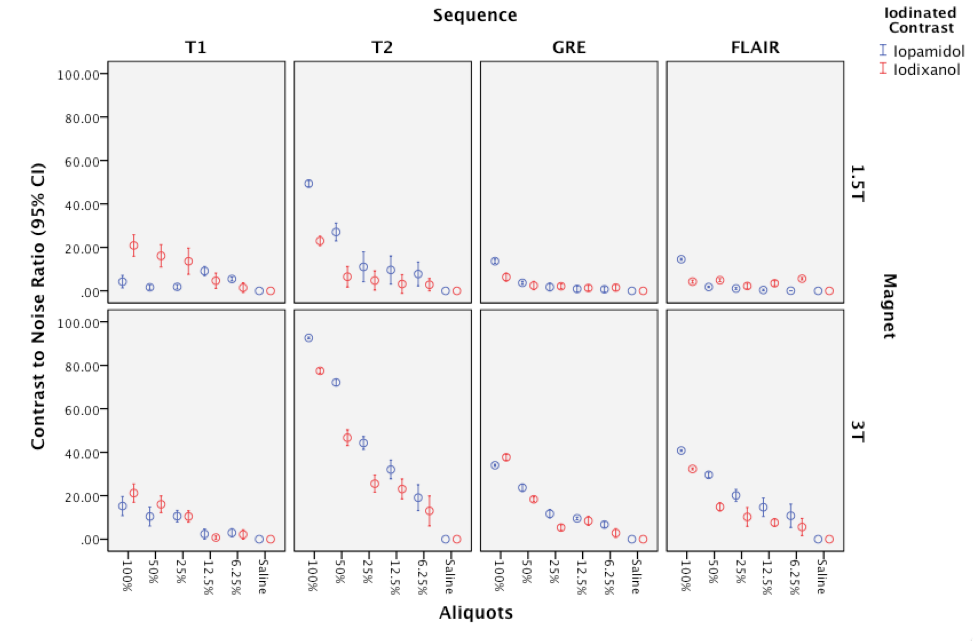 Sequence
Iodinated
Contrast
Iopamidol
Iodixanol
T1 T2 GRE FLAIR
Contrast to Noise Ratio (95% CI)
100.00
80.00
60.00
40.00
20.00
.00
1.5T
Magnet
100.00
80.00
60.00
40.00
20.00
.00
3T
100% 50% 25% 12.5% 6.25% Saline 100% 50% 25% 12.5% 6.25% Saline 100% 50% 25% 12.5% 6.25% Saline 100% 50% 25% 12.5% 6.25% Saline
Aliquots